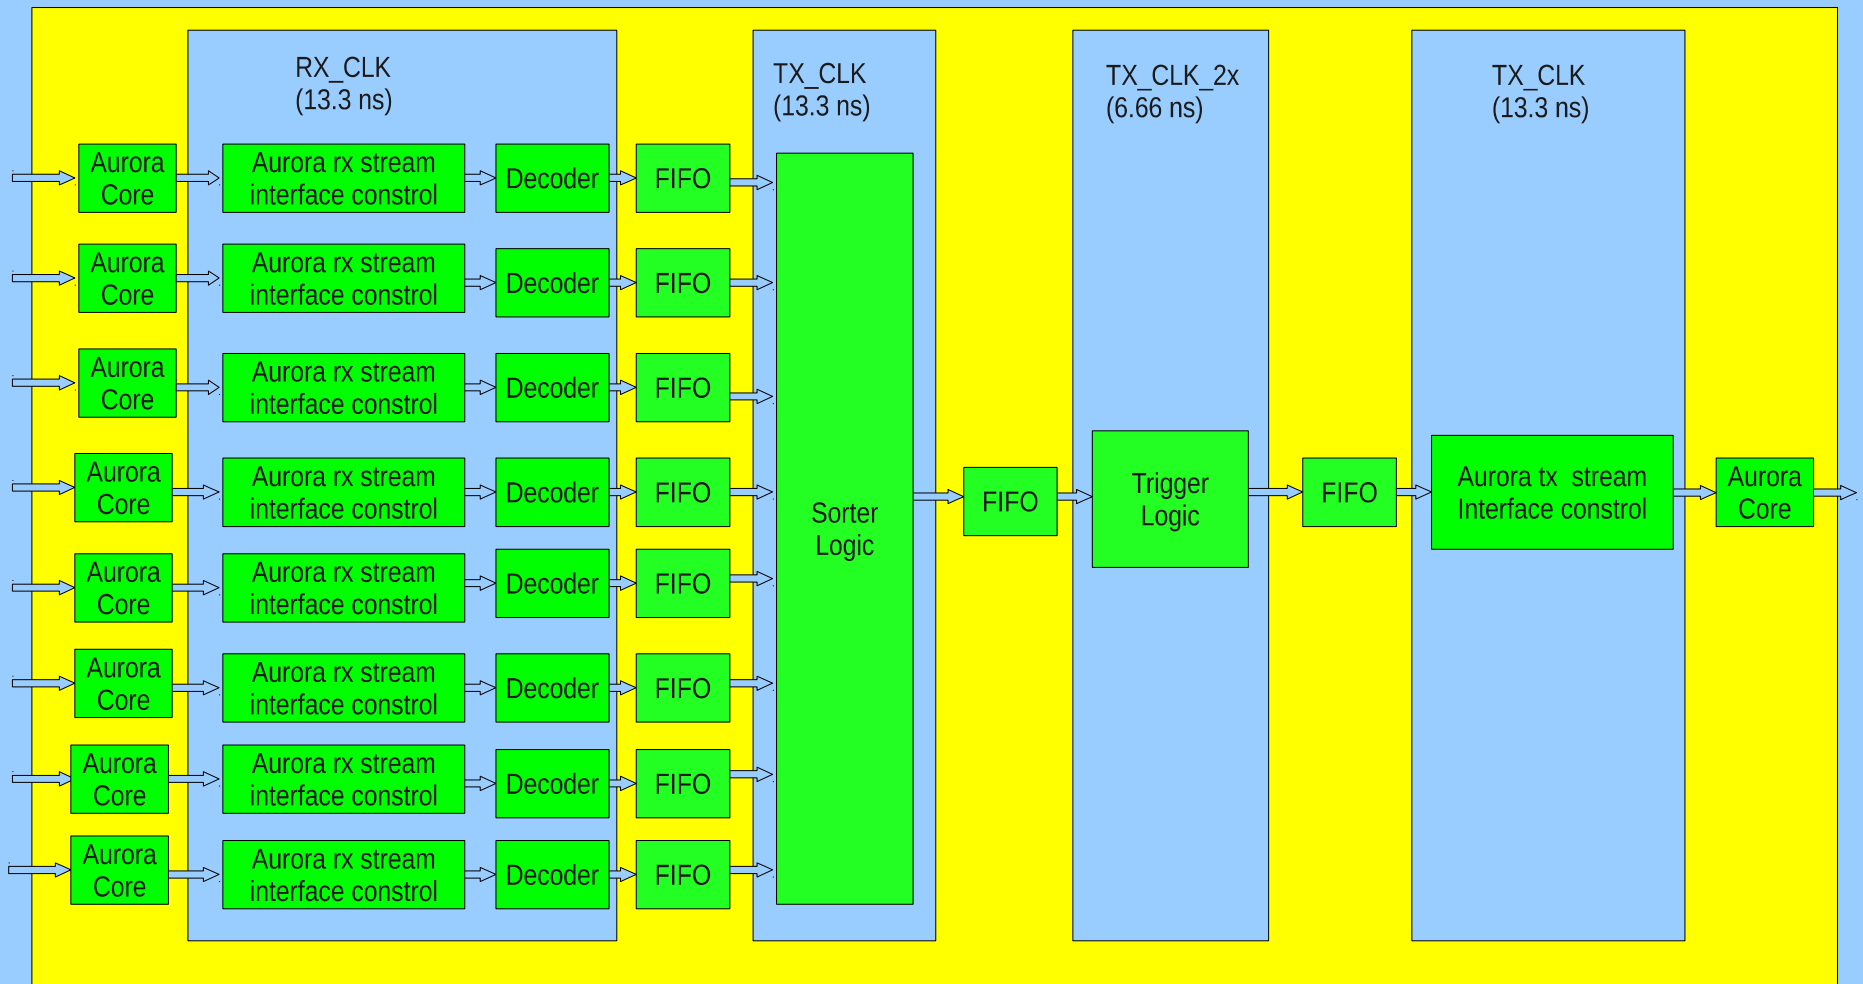 RX_CLK
(13.3 ns)
TX_CLK
(13.3 ns)
TX_CLK_2x
(6.66 ns)
TX_CLK
(13.3 ns)
Aurora
Core
Aurora rx stream
interface constrol
Decoder
FIFO
Aurora
Core
Aurora rx stream
interface constrol
Decoder
FIFO
Aurora
Core
Aurora rx stream
interface constrol
Decoder
FIFO
Aurora
Core
Aurora rx stream
interface constrol
Decoder
FIFO
Aurora
Core
Aurora rx stream
interface constrol
Decoder
FIFO
Aurora
Core
Aurora rx stream
interface constrol
Decoder
FIFO
Aurora
Core
Aurora rx stream
interface constrol
Decoder
FIFO
Aurora
Core
Aurora rx stream
interface constrol
Decoder
FIFO
Sorter
Logic
FIFO
Trigger
Logic
FIFO
Aurora tx  stream
Interface constrol
Aurora
Core